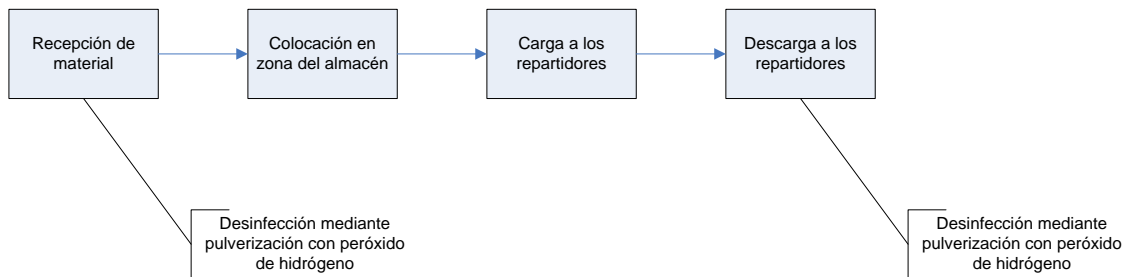 Recepción de
material
Colocación en
zona del almacén
Carga a los
repartidores
Descarga a los
repartidores
Desinfección mediante
pulverización con peróxido
de hidrógeno
Desinfección mediante
pulverización con peróxido
de hidrógeno